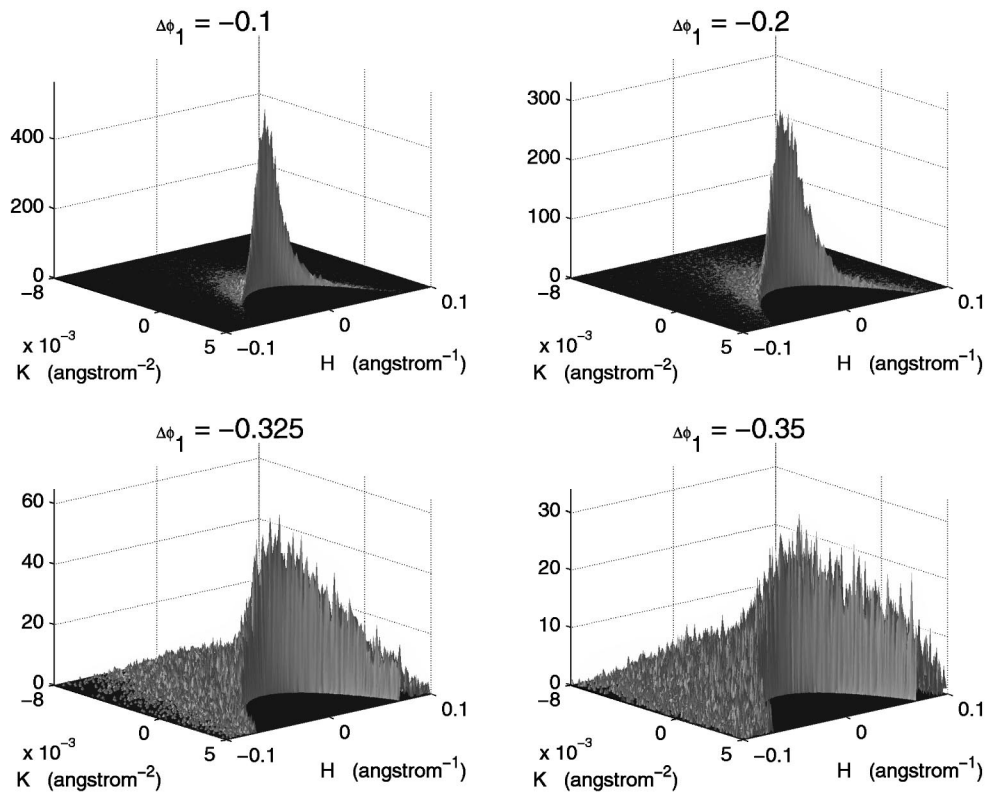 Δϕ₁ = −0.1
400
200
0
−8
0
5
x 10⁻³
K (angstrom⁻²)
−0.1
0
0.1
H (angstrom⁻¹)
Δϕ₁ = −0.2
300
200
100
0
−8
0
5
x 10⁻³
K (angstrom⁻²)
−0.1
0
0.1
H (angstrom⁻¹)
Δϕ₁ = −0.325
60
40
20
0
−8
0
5
x 10⁻³
K (angstrom⁻²)
−0.1
0
0.1
H (angstrom⁻¹)
Δϕ₁ = −0.35
30
20
10
0
−8
0
5
x 10⁻³
K (angstrom⁻²)
−0.1
0
0.1
H (angstrom⁻¹)